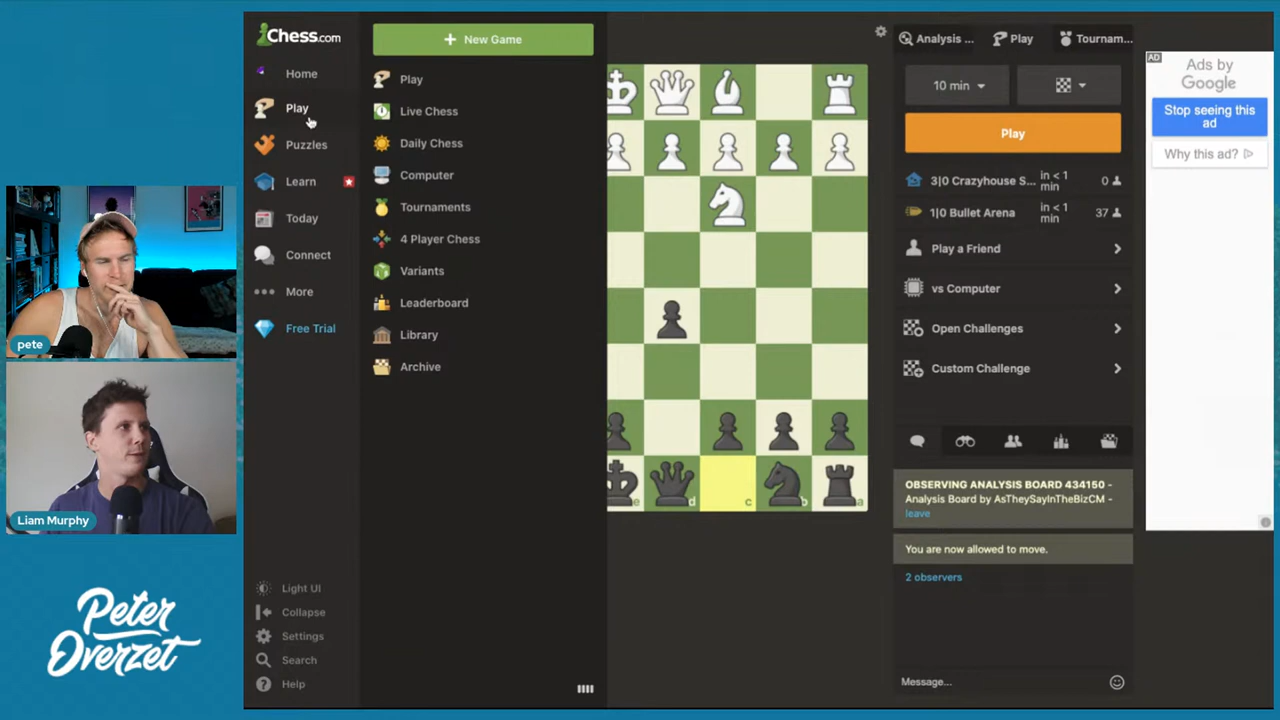 pete
Liam Murphy
Peter
Overzet
Chess.com
Home
Play
Puzzles
Learn
Today
Connect
More
Free Trial
Light UI
Collapse
Settings
Search
Help
+ New Game
Play
Live Chess
Daily Chess
Computer
Tournaments
4 Player Chess
Variants
Leaderboard
Library
Archive
e d c b a
Analysis ... Play Tournam...
10 min
Play
3|0 Crazyhouse S... in < 1 min 0
1|0 Bullet Arena in < 1 min 37
Play a Friend
vs Computer
Open Challenges
Custom Challenge
OBSERVING ANALYSIS BOARD 434150 -
Analysis Board by AsTheySayInTheBizCM -
leave
You are now allowed to move.
2 observers
Message...
AD
Ads by
Google
Stop seeing this
ad
Why this ad?